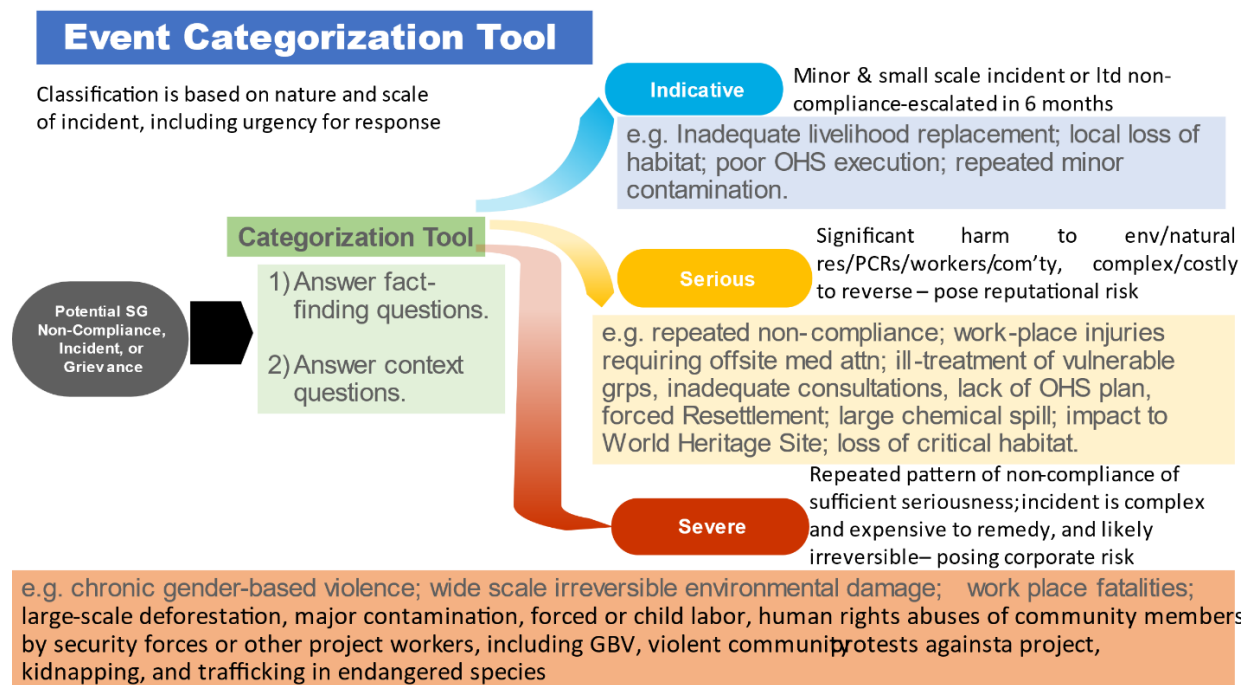 Event Categorization Tool
Classification is based on nature and scale
of incident, including urgency for response
Potential SG
Non-Compliance,
Incident, or
Grievance
Categorization Tool
1) Answer fact-
finding questions.
2) Answer context
questions.
Indicative
Minor & small scale incident or ltd non-
compliance-escalated in 6 months
e.g. Inadequate livelihood replacement; local loss of
habitat; poor OHS execution; repeated minor
contamination.
Serious
Significant harm to env/natural
res/PCRs/workers/com’ty, complex/costly
to reverse – pose reputational risk
e.g. repeated non-compliance; work-place injuries
requiring offsite med attn; ill-treatment of vulnerable
grps, inadequate consultations, lack of OHS plan,
forced Resettlement; large chemical spill; impact to
World Heritage Site; loss of critical habitat.
Severe
Repeated pattern of non-compliance of
sufficient seriousness; incident is complex
and expensive to remedy, and likely
irreversible – posing corporate risk
e.g. chronic gender-based violence; wide scale irreversible environmental damage; work place fatalities;
large-scale deforestation, major contamination, forced or child labor, human rights abuses of community members
by security forces or other project workers, including GBV, violent community protests against a project,
kidnapping, and trafficking in endangered species